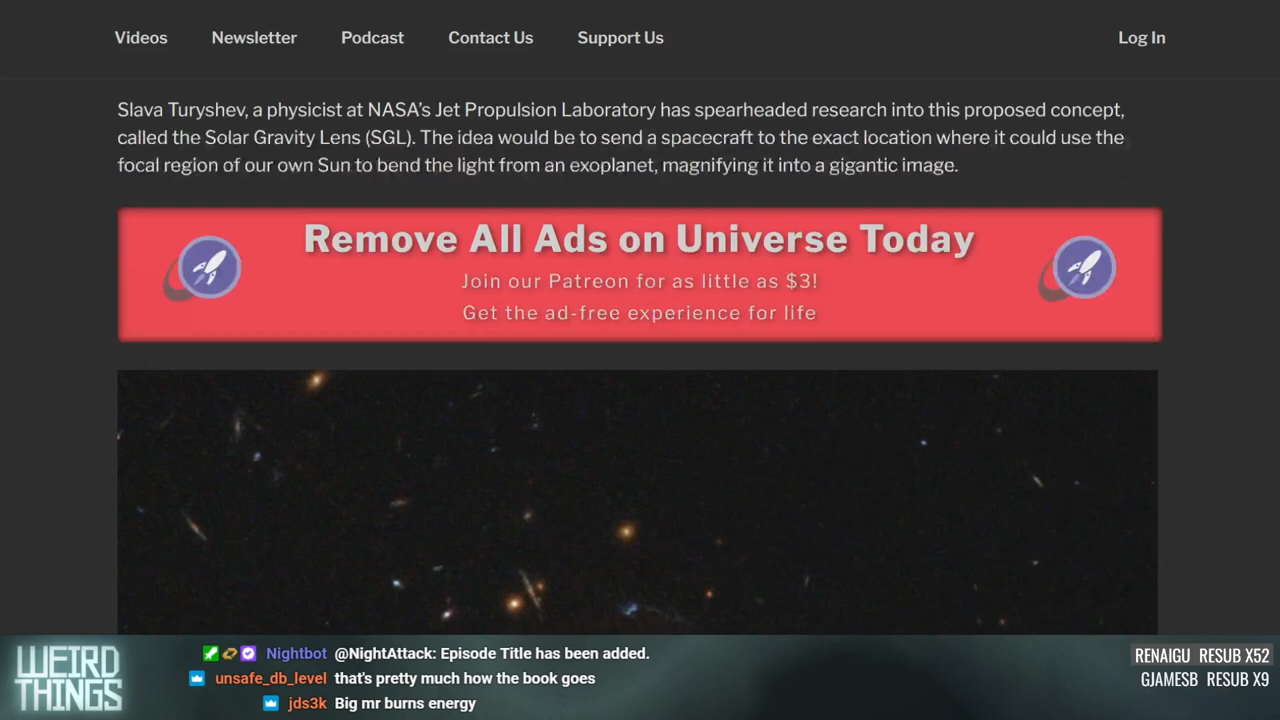 Videos Newsletter Podcast Contact Us Support Us Log In
Slava Turyshev, a physicist at NASA's Jet Propulsion Laboratory has spearheaded research into this proposed concept,
called the Solar Gravity Lens (SGL). The idea would be to send a spacecraft to the exact location where it could use the
focal region of our own Sun to bend the light from an exoplanet, magnifying it into a gigantic image.
Remove All Ads on Universe Today
Join our Patreon for as little as $3!
Get the ad-free experience for life
WEIRD
THINGS
Nightbot @NightAttack: Episode Title has been added.
unsafe_db_level that's pretty much how the book goes
jds3k Big mr burns energy
RENAIGU RESUB X52
GJAMESB RESUB X9